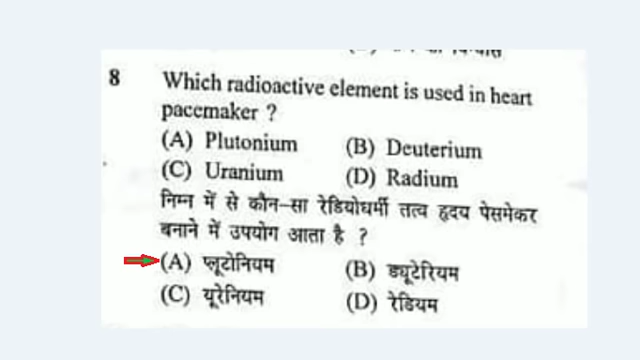 8 Which radioactive element is used in heart
pacemaker ?
(A) Plutonium (B) Deuterium
(C) Uranium (D) Radium
निम्न में से कौन-सा रेडियोधर्मी तत्व हृदय पेसमेकर
बनाने में उपयोग आता है ?
(A) प्लूटोनियम (B) ड्यूटेरियम
(C) यूरेनियम (D) रेडियम